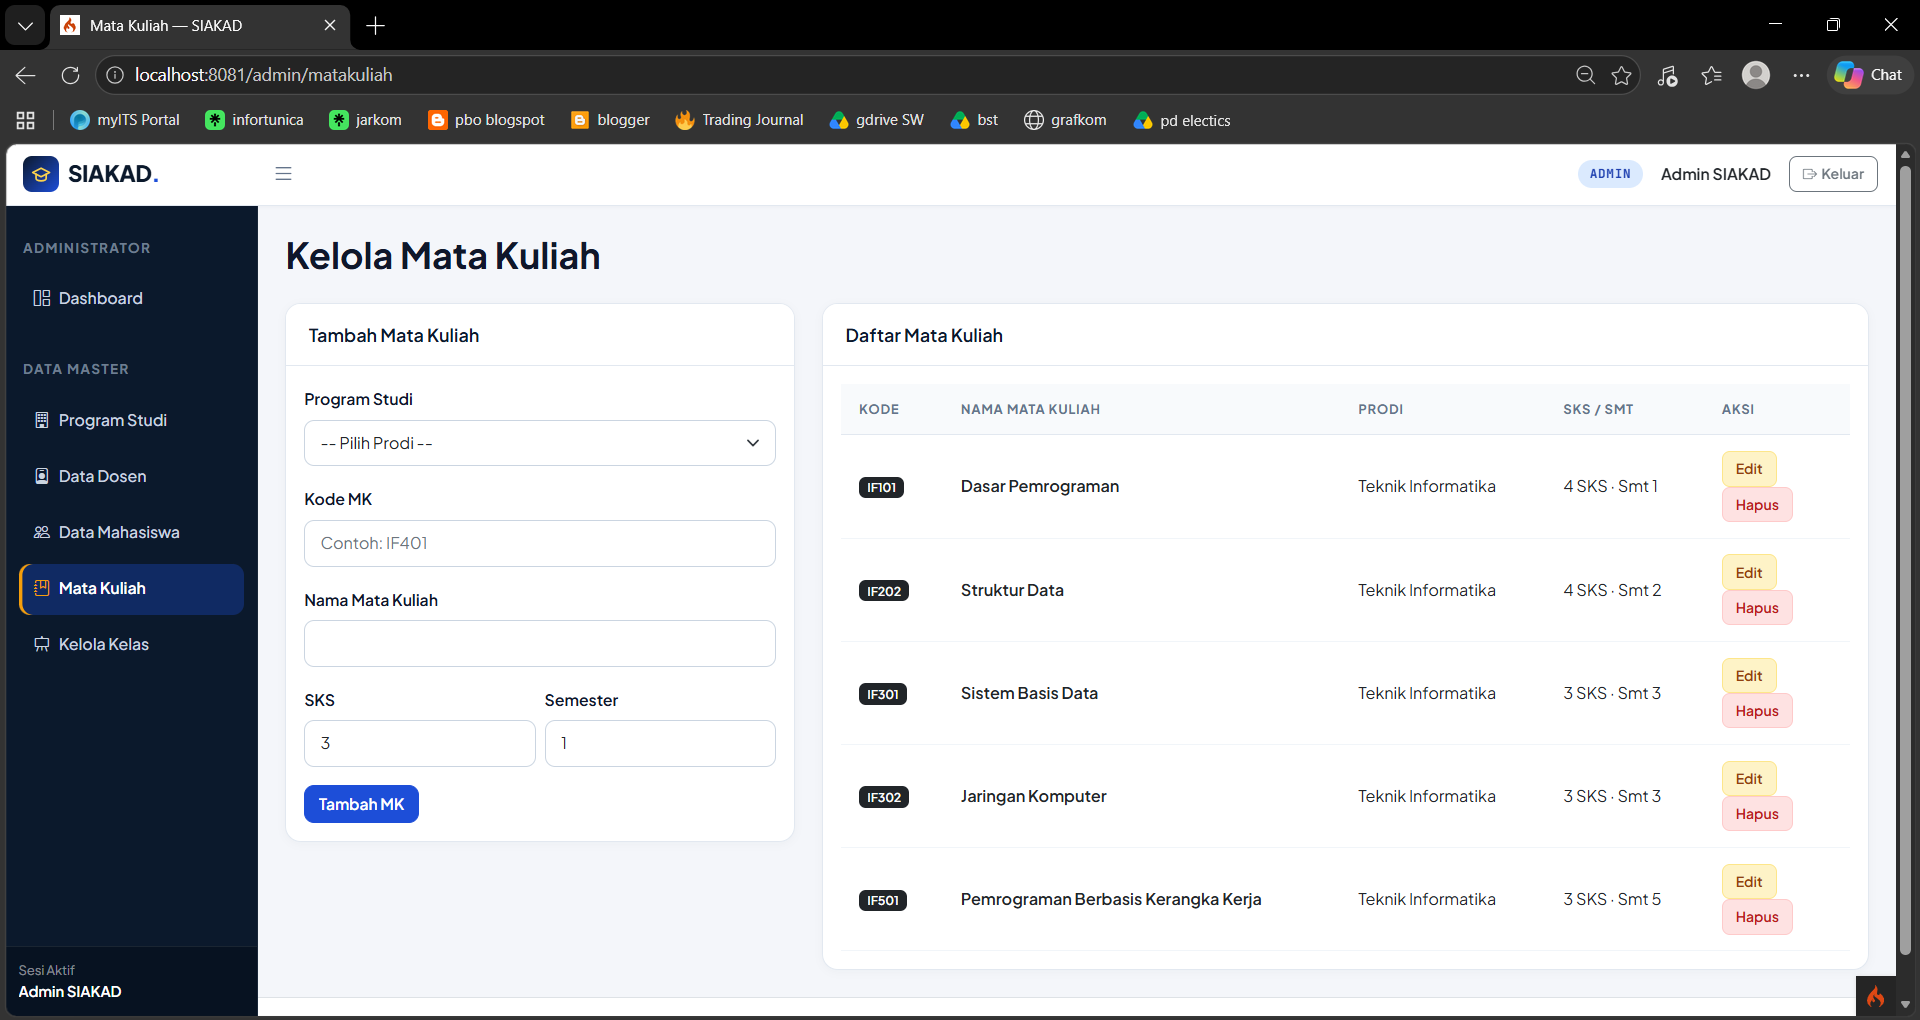 Mata Kuliah — SIAKAD
localhost:8081/admin/matakuliah
Chat
myITS Portal
infortunica
jarkom
pbo blogspot
blogger
Trading Journal
gdrive SW
bst
grafkom
pd electics
SIAKAD.
ADMIN
Admin SIAKAD
Keluar
ADMINISTRATOR
Dashboard
DATA MASTER
Program Studi
Data Dosen
Data Mahasiswa
Mata Kuliah
Kelola Kelas
Sesi Aktif
Admin SIAKAD
Kelola Mata Kuliah
Tambah Mata Kuliah
Program Studi
-- Pilih Prodi --
Kode MK
Contoh: IF401
Nama Mata Kuliah
SKS Semester
3 1
Tambah MK
Daftar Mata Kuliah
KODE NAMA MATA KULIAH PRODI SKS / SMT AKSI
IF101 Dasar Pemrograman Teknik Informatika 4 SKS · Smt 1 Edit
Hapus
IF202 Struktur Data Teknik Informatika 4 SKS · Smt 2 Edit
Hapus
IF301 Sistem Basis Data Teknik Informatika 3 SKS · Smt 3 Edit
Hapus
IF302 Jaringan Komputer Teknik Informatika 3 SKS · Smt 3 Edit
Hapus
IF501 Pemrograman Berbasis Kerangka Kerja Teknik Informatika 3 SKS · Smt 5 Edit
Hapus